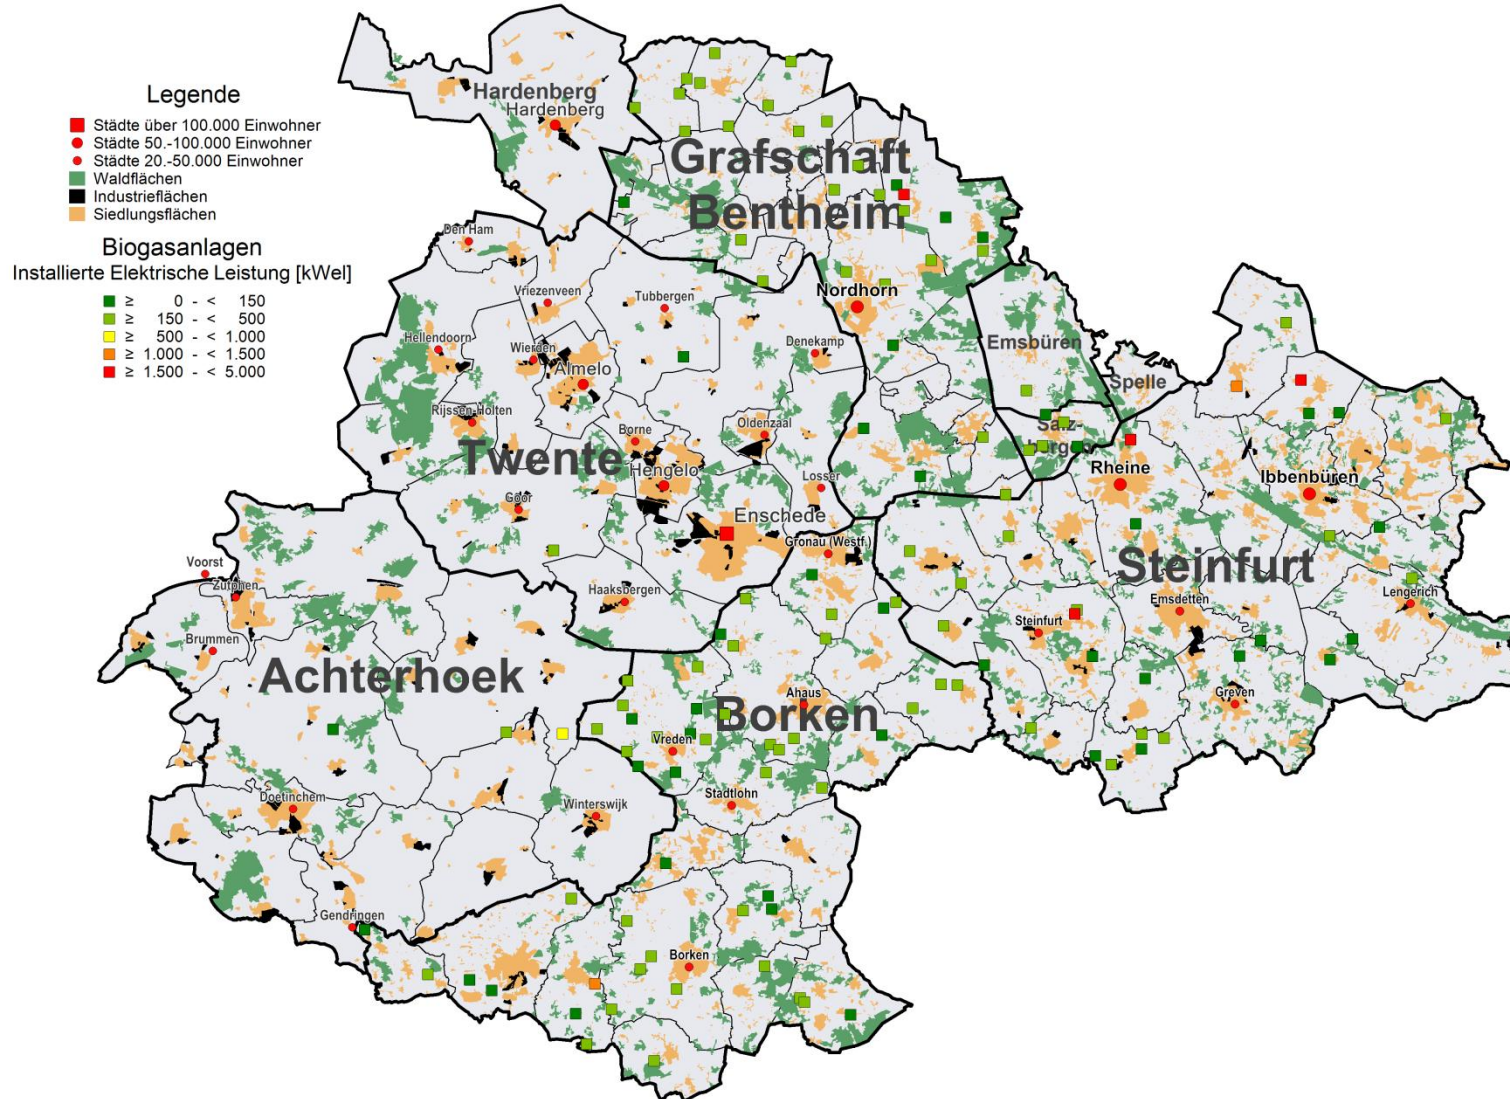 Legende
Städte über 100.000 Einwohner
Städte 50.-100.000 Einwohner
Städte 20.-50.000 Einwohner
Waldflächen
Industrieflächen
Siedlungsflächen
Biogasanlagen
Installierte Elektrische Leistung [kWel]
≥ 0 - < 150
≥ 150 - < 500
≥ 500 - < 1.000
≥ 1.000 - < 1.500
≥ 1.500 - < 5.000
Hardenberg
Hardenberg
Grafschaft
Bentheim
Den Ham
Vriezenveen
Tubbergen
Nordhorn
Hellendoorn
Wierden
Almelo
Denekamp
Emsbüren
Spelle
Rijssen-Holten
Borne
Oldenzaal
Salz-
bergen
Twente
Hengelo
Losser
Rheine
Ibbenbüren
Goor
Enschede
Gronau (Westf.)
Steinfurt
Voorst
Zutphen
Haaksbergen
Emsdetten
Lengerich
Steinfurt
Brummen
Achterhoek
Ahaus
Greven
Borken
Vreden
Doetinchem
Winterswijk
Stadtlohn
Gendringen
Borken